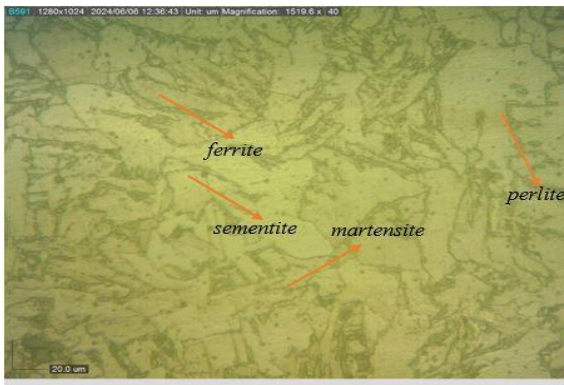 B591 1280x1024 | 2024/06/06 12:36:43 | Unit: um | Magnification: 1519.6 x | 40
ferrite
perlite
sementite
martensite
20.0 um